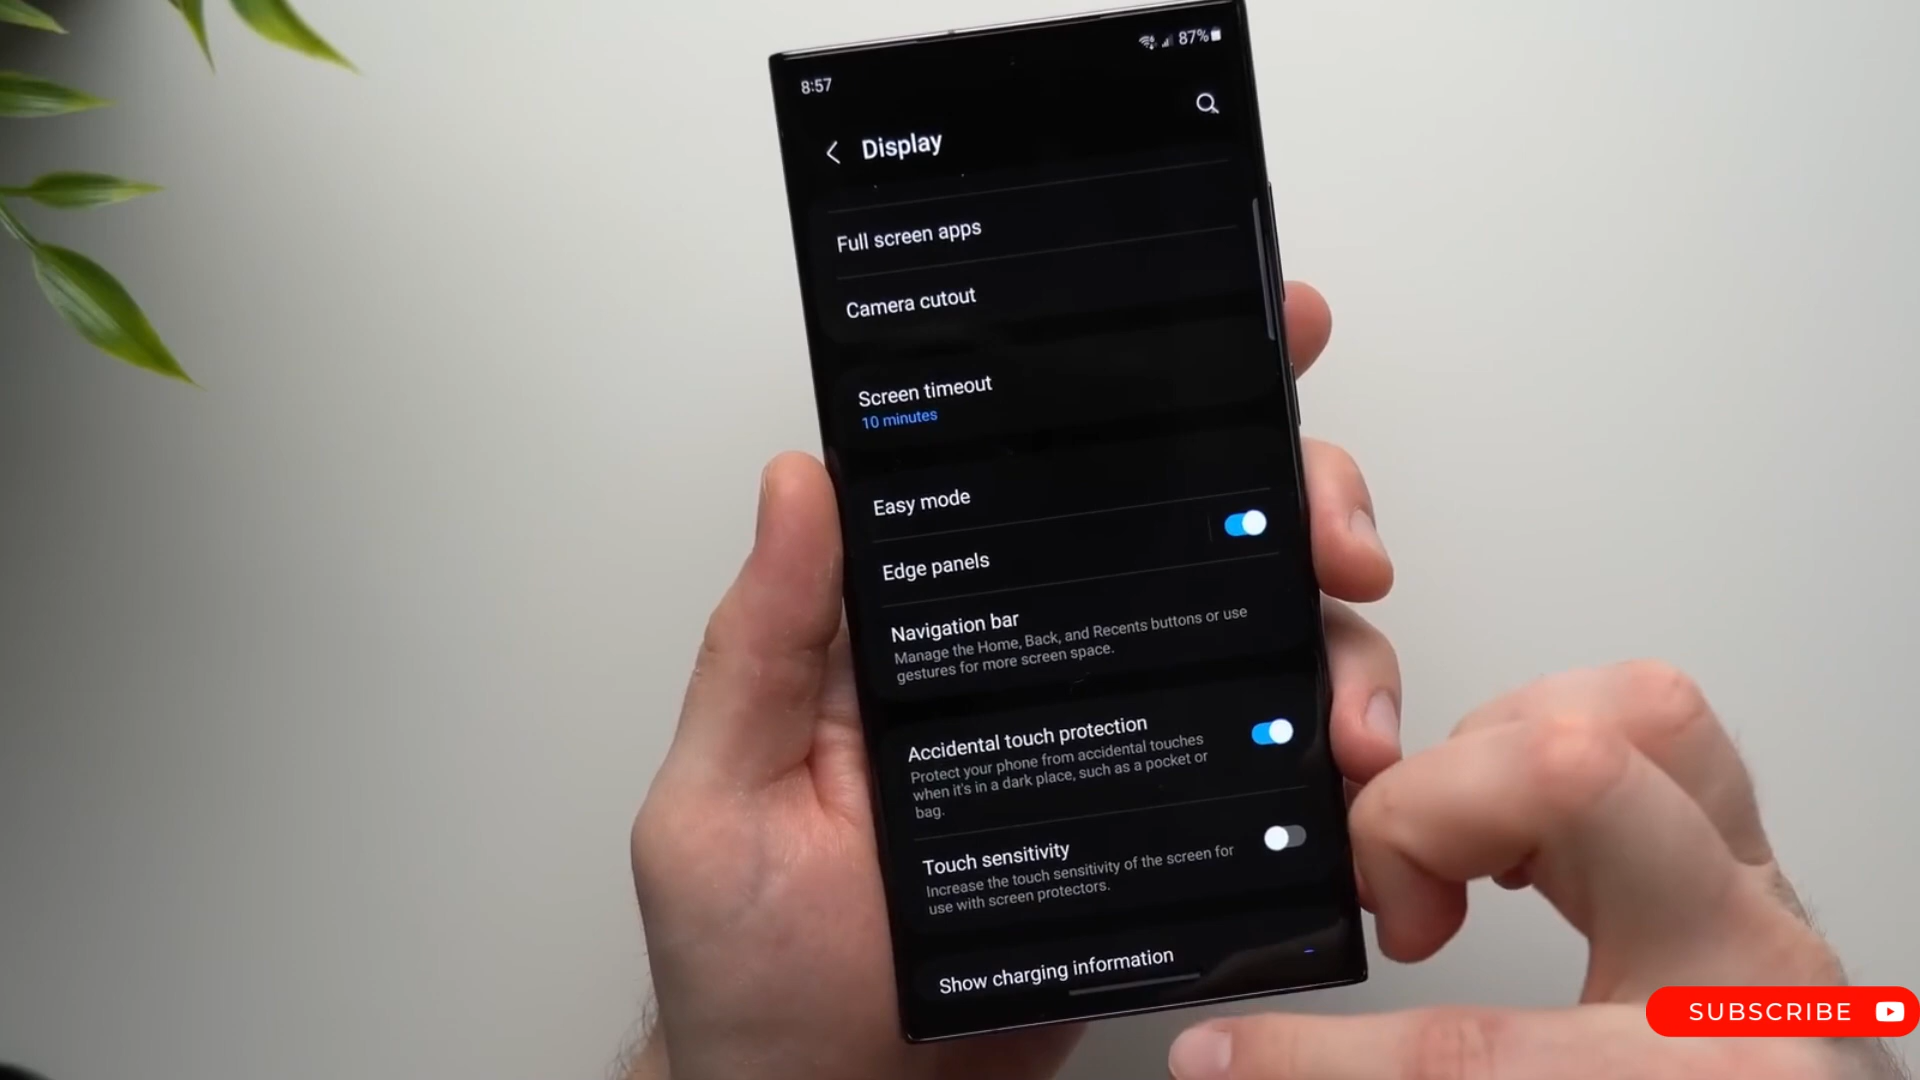 8:57
87%
Display
Full screen apps
Camera cutout
Screen timeout
10 minutes
Easy mode
Edge panels
Navigation bar
Manage the Home, Back, and Recents buttons or use
gestures for more screen space.
Accidental touch protection
Protect your phone from accidental touches
when it's in a dark place, such as a pocket or
bag.
Touch sensitivity
Increase the touch sensitivity of the screen for
use with screen protectors.
Show charging information
SUBSCRIBE